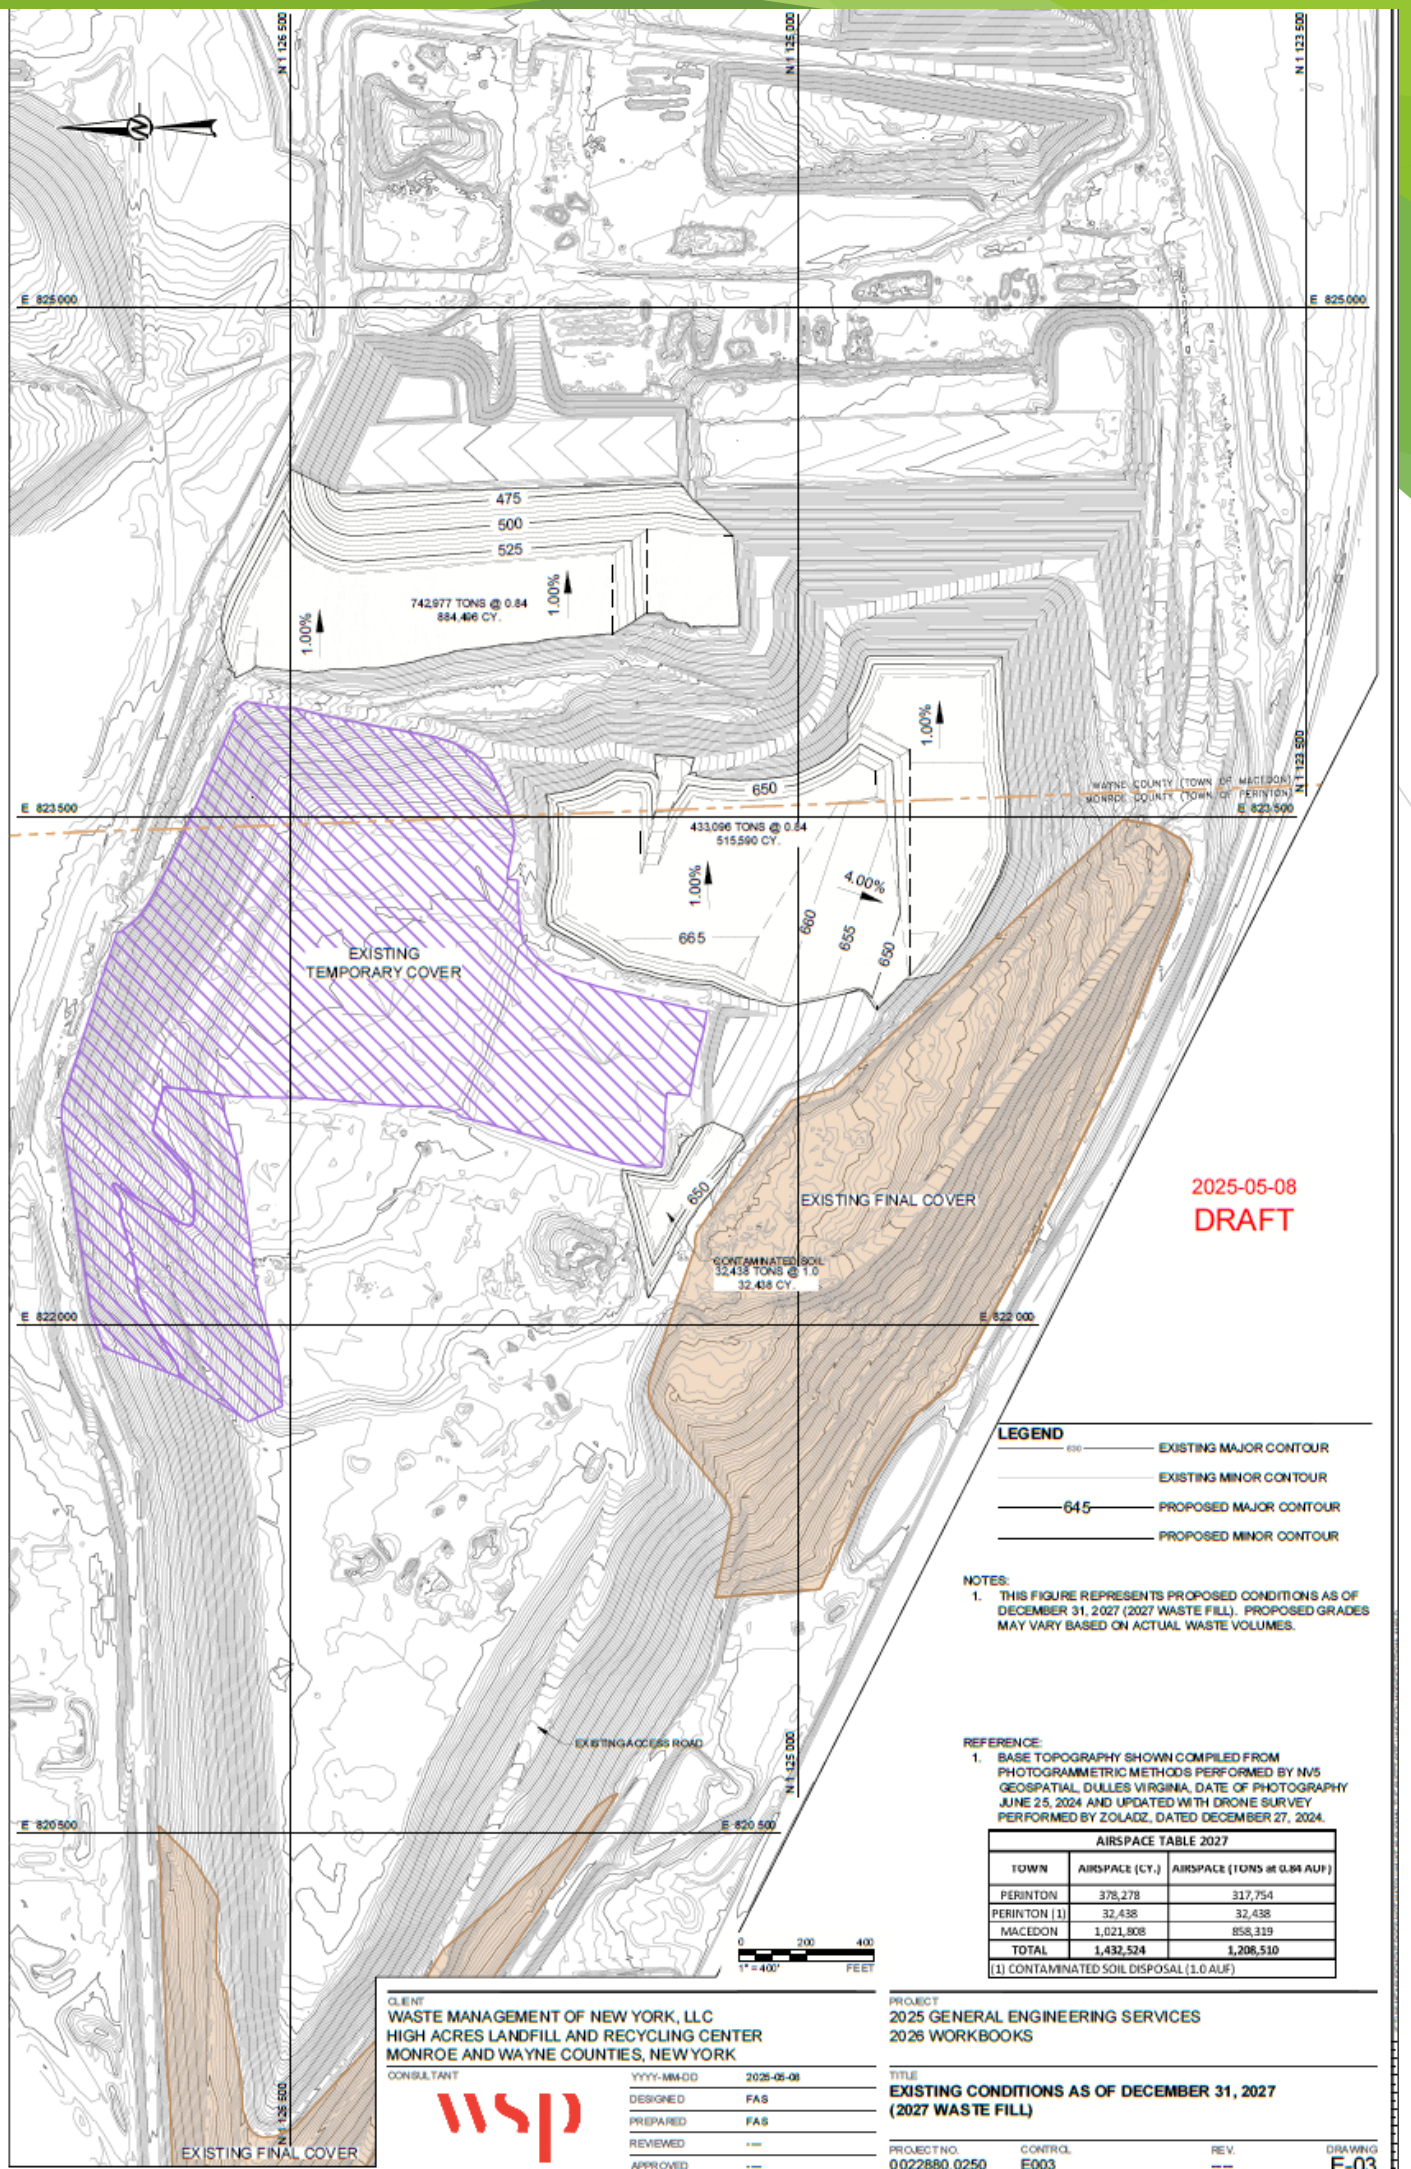 N 1 126 500
N 1 125 000
N 1 123 500
N
E 825 000
E 825 000
475
500
525
742,977 TONS @ 0.84
884,496 CY.
1.00%
1.00%
1.00%
WAYNE COUNTY (TOWN OF MACEDON)
MONROE COUNTY (TOWN OF PERINTON)
N 1 123 500
E 823 500
E 823 500
650
433,096 TONS @ 0.84
515,590 CY.
1.00%
4.00%
665
660
655
650
EXISTING
TEMPORARY COVER
650
EXISTING FINAL COVER
2025-05-08
DRAFT
CONTAMINATED SOIL
32,438 TONS @ 1.0
32,438 CY.
E 822 000
E 822 000
LEGEND
630 EXISTING MAJOR CONTOUR
EXISTING MINOR CONTOUR
645 PROPOSED MAJOR CONTOUR
PROPOSED MINOR CONTOUR
NOTES:
1. THIS FIGURE REPRESENTS PROPOSED CONDITIONS AS OF
DECEMBER 31, 2027 (2027 WASTE FILL). PROPOSED GRADES
MAY VARY BASED ON ACTUAL WASTE VOLUMES.
EXISTING ACCESS ROAD
N 1 125 000
REFERENCE:
1. BASE TOPOGRAPHY SHOWN COMPILED FROM
PHOTOGRAMMETRIC METHODS PERFORMED BY NV5
GEOSPATIAL, DULLES VIRGINIA, DATE OF PHOTOGRAPHY
JUNE 25, 2024 AND UPDATED WITH DRONE SURVEY
PERFORMED BY ZOLADZ, DATED DECEMBER 27, 2024.
E 820 500
E 820 500
AIRSPACE TABLE 2027
TOWN AIRSPACE (CY.) AIRSPACE (TONS at 0.84 AUF)
PERINTON 378,278 317,754
PERINTON (1) 32,438 32,438
MACEDON 1,021,808 858,319
TOTAL 1,432,524 1,208,510
(1) CONTAMINATED SOIL DISPOSAL (1.0 AUF)
0 200 400
1" = 400' FEET
N 1 126 500
EXISTING FINAL COVER
CLIENT
WASTE MANAGEMENT OF NEW YORK, LLC
HIGH ACRES LANDFILL AND RECYCLING CENTER
MONROE AND WAYNE COUNTIES, NEW YORK
PROJECT
2025 GENERAL ENGINEERING SERVICES
2026 WORKBOOKS
CONSULTANT
wsp
YYYY-MM-DD 2025-05-08
DESIGNED FAS
PREPARED FAS
REVIEWED ---
APPROVED ---
TITLE
EXISTING CONDITIONS AS OF DECEMBER 31, 2027
(2027 WASTE FILL)
PROJECT NO. CONTROL REV. DRAWING
0022880.0250 E003 --- E-03